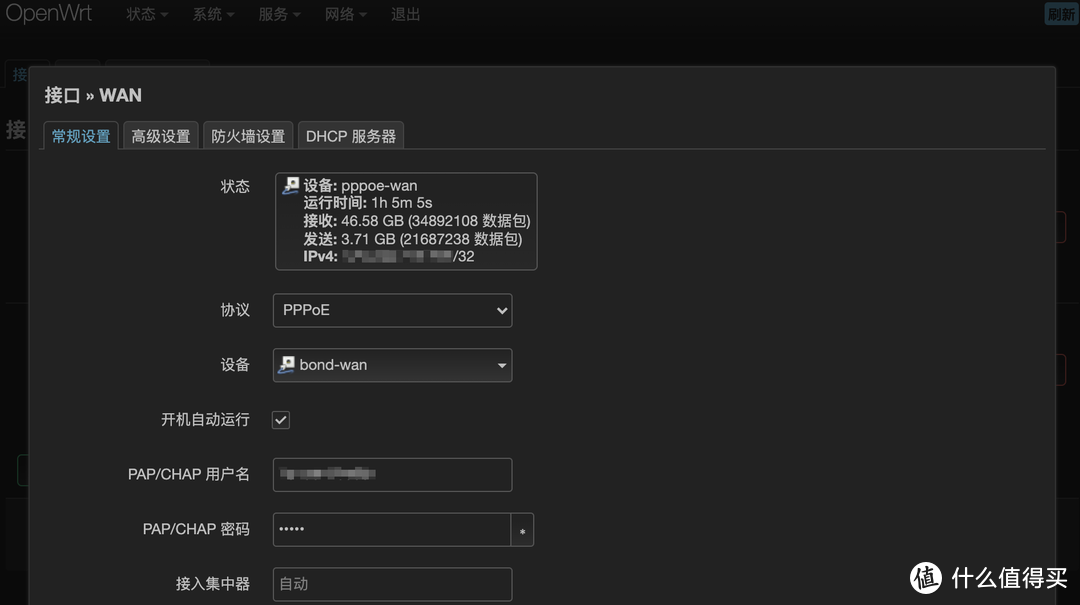 OpenWrt 状态 系统 服务 网络 退出 刷新
接
接
接口 » WAN
常规设置 高级设置 防火墙设置 DHCP 服务器
状态
设备: pppoe-wan
运行时间: 1h 5m 5s
接收: 46.58 GB (34892108 数据包)
发送: 3.71 GB (21687238 数据包)
IPv4: /32
协议 PPPoE
设备 bond-wan
开机自动运行
PAP/CHAP 用户名
PAP/CHAP 密码 ••••• *
接入集中器 自动
值 什么值得买